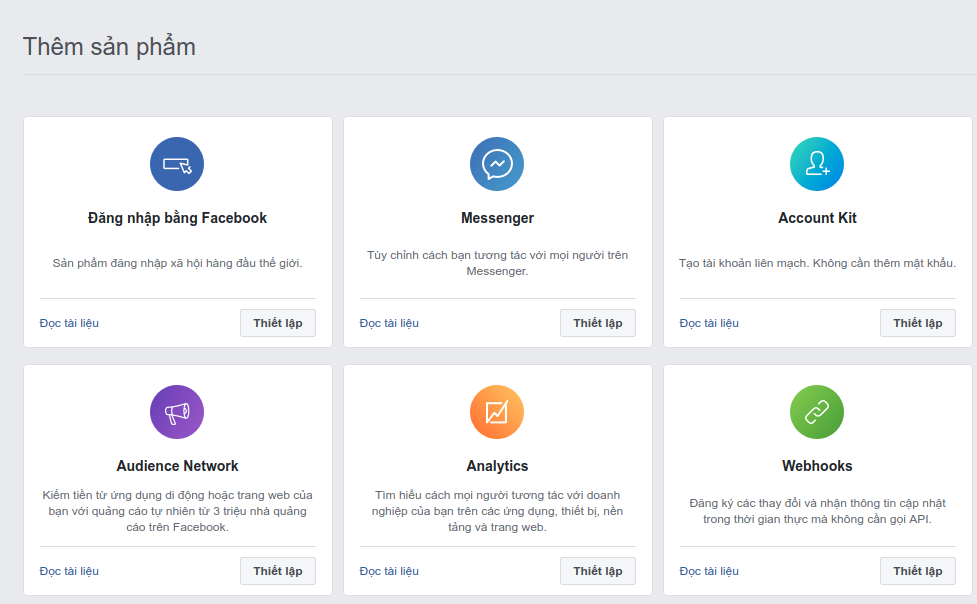 Thêm sản phẩm
Đăng nhập bằng Facebook
Sản phẩm đăng nhập xã hội hàng đầu thế giới.
Đọc tài liệu
Thiết lập
Messenger
Tùy chỉnh cách bạn tương tác với mọi người trên
Messenger.
Đọc tài liệu
Thiết lập
Account Kit
Tạo tài khoản liên mạch. Không cần thêm mật khẩu.
Đọc tài liệu
Thiết lập
Audience Network
Kiếm tiền từ ứng dụng di động hoặc trang web của
bạn với quảng cáo tự nhiên từ 3 triệu nhà quảng
cáo trên Facebook.
Đọc tài liệu
Thiết lập
Analytics
Tìm hiểu cách mọi người tương tác với doanh
nghiệp của bạn trên các ứng dụng, thiết bị, nền
tảng và trang web.
Đọc tài liệu
Thiết lập
Webhooks
Đăng ký các thay đổi và nhận thông tin cập nhật
trong thời gian thực mà không cần gọi API.
Đọc tài liệu
Thiết lập